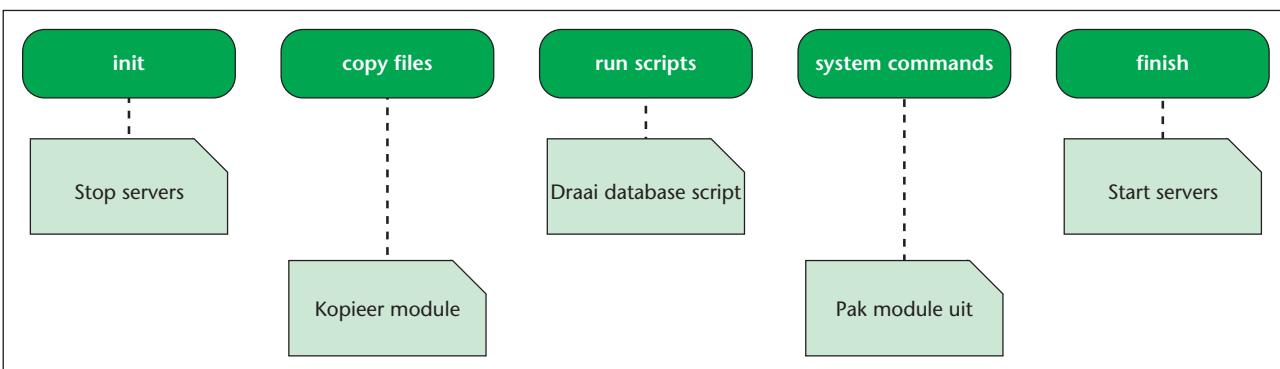 init
copy files
run scripts
system commands
finish
Stop servers
Draai database script
Start servers
Kopieer module
Pak module uit